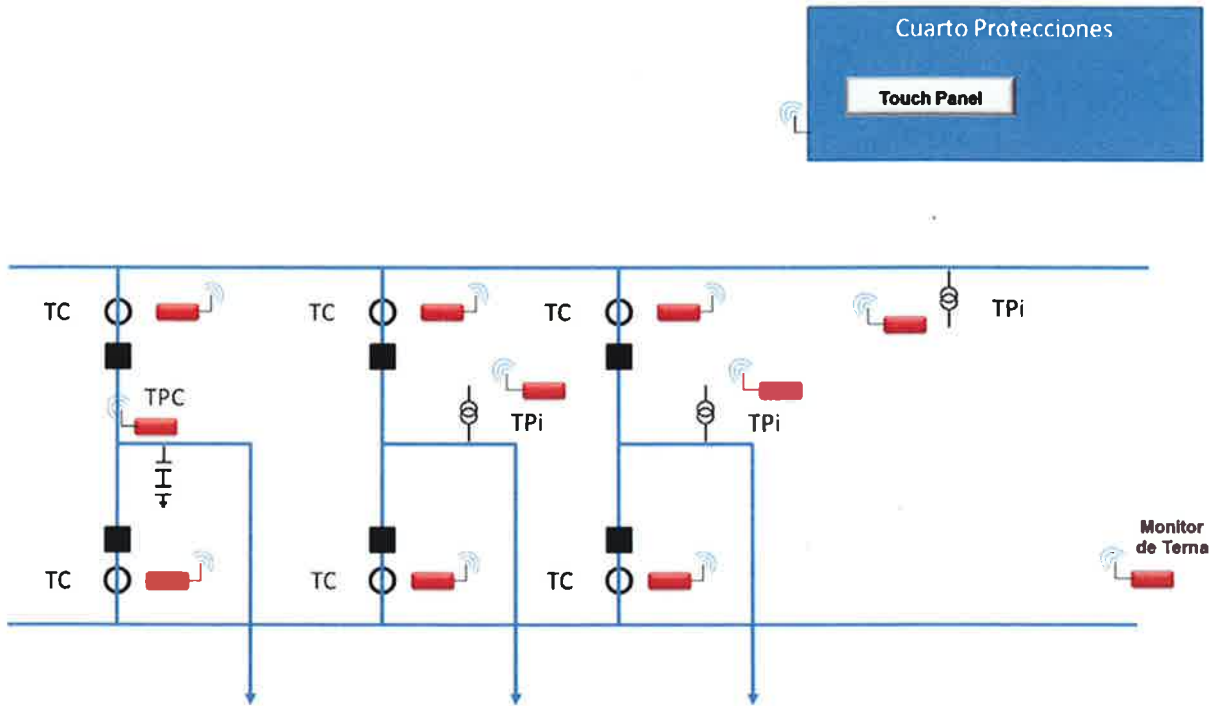 Cuarto Protecciones
Touch Panel
TC
TC
TC
TPi
TPC
TPi
TPi
TC
TC
TC
Monitor
de Terna